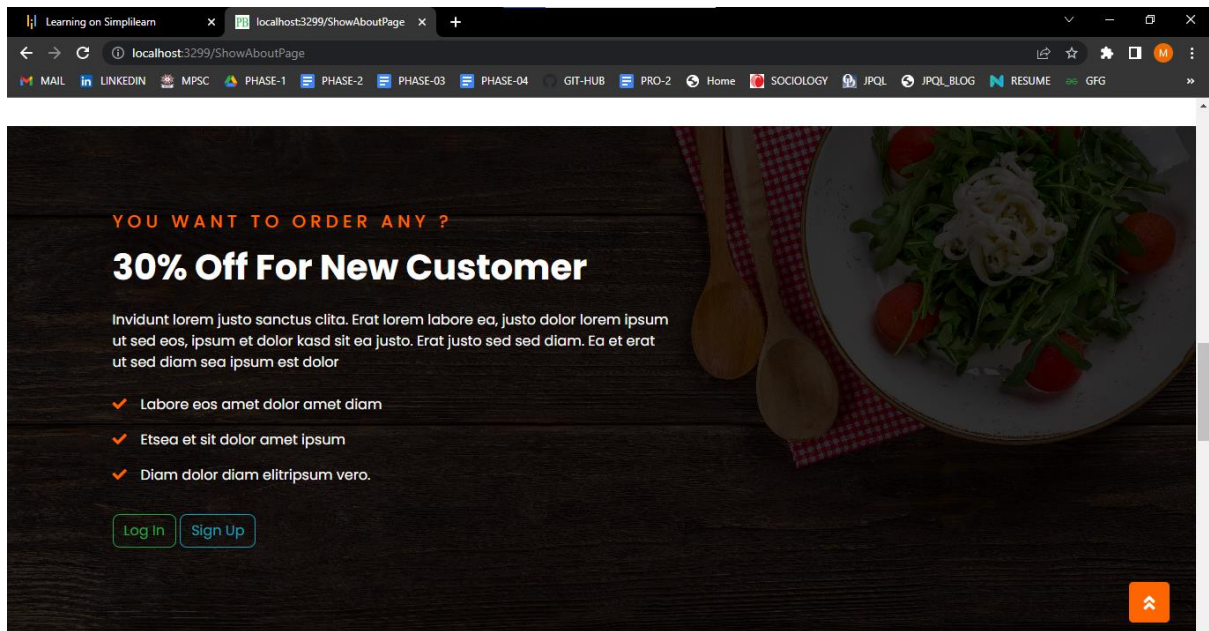 Learning on Simplilearn
PB localhost:3299/ShowAboutPage
localhost:3299/ShowAboutPage
M
MAIL in LINKEDIN MPSC PHASE-1 PHASE-2 PHASE-03 PHASE-04 GIT-HUB PRO-2 Home SOCIOLOGY JPQL JPQL_BLOG RESUME GFG »
YOU WANT TO ORDER ANY ?
30% Off For New Customer
Invidunt lorem justo sanctus clita. Erat lorem labore ea, justo dolor lorem ipsum
ut sed eos, ipsum et dolor kasd sit ea justo. Erat justo sed sed diam. Ea et erat
ut sed diam sea ipsum est dolor
Labore eos amet dolor amet diam
Etsea et sit dolor amet ipsum
Diam dolor diam elitripsum vero.
Log In Sign Up